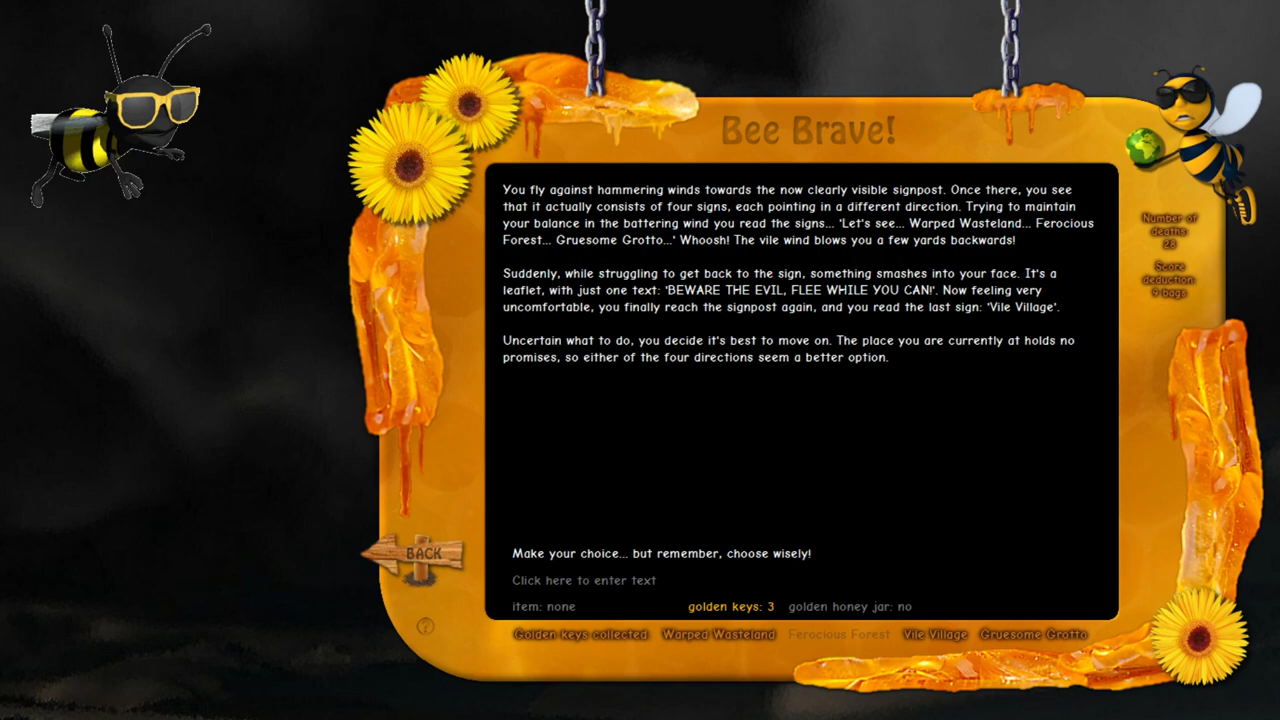 Bee Brave!
You fly against hammering winds towards the now clearly visible signpost. Once there, you see
that it actually consists of four signs, each pointing in a different direction. Trying to maintain
your balance in the battering wind you read the signs... 'Let's see... Warped Wasteland... Ferocious
Forest... Gruesome Grotto...' Whoosh! The vile wind blows you a few yards backwards!
Suddenly, while struggling to get back to the sign, something smashes into your face. It's a
leaflet, with just one text: 'BEWARE THE EVIL, FLEE WHILE YOU CAN!'. Now feeling very
uncomfortable, you finally reach the signpost again, and you read the last sign: 'Vile Village'.
Uncertain what to do, you decide it's best to move on. The place you are currently at holds no
promises, so either of the four directions seem a better option.
Make your choice... but remember, choose wisely!
Click here to enter text
item: none golden keys: 3 golden honey jar: no
Golden keys collected Warped Wasteland Ferocious Forest Vile Village Gruesome Grotto
BACK
?
Number of
deaths:
28
Score
deduction:
9 bags